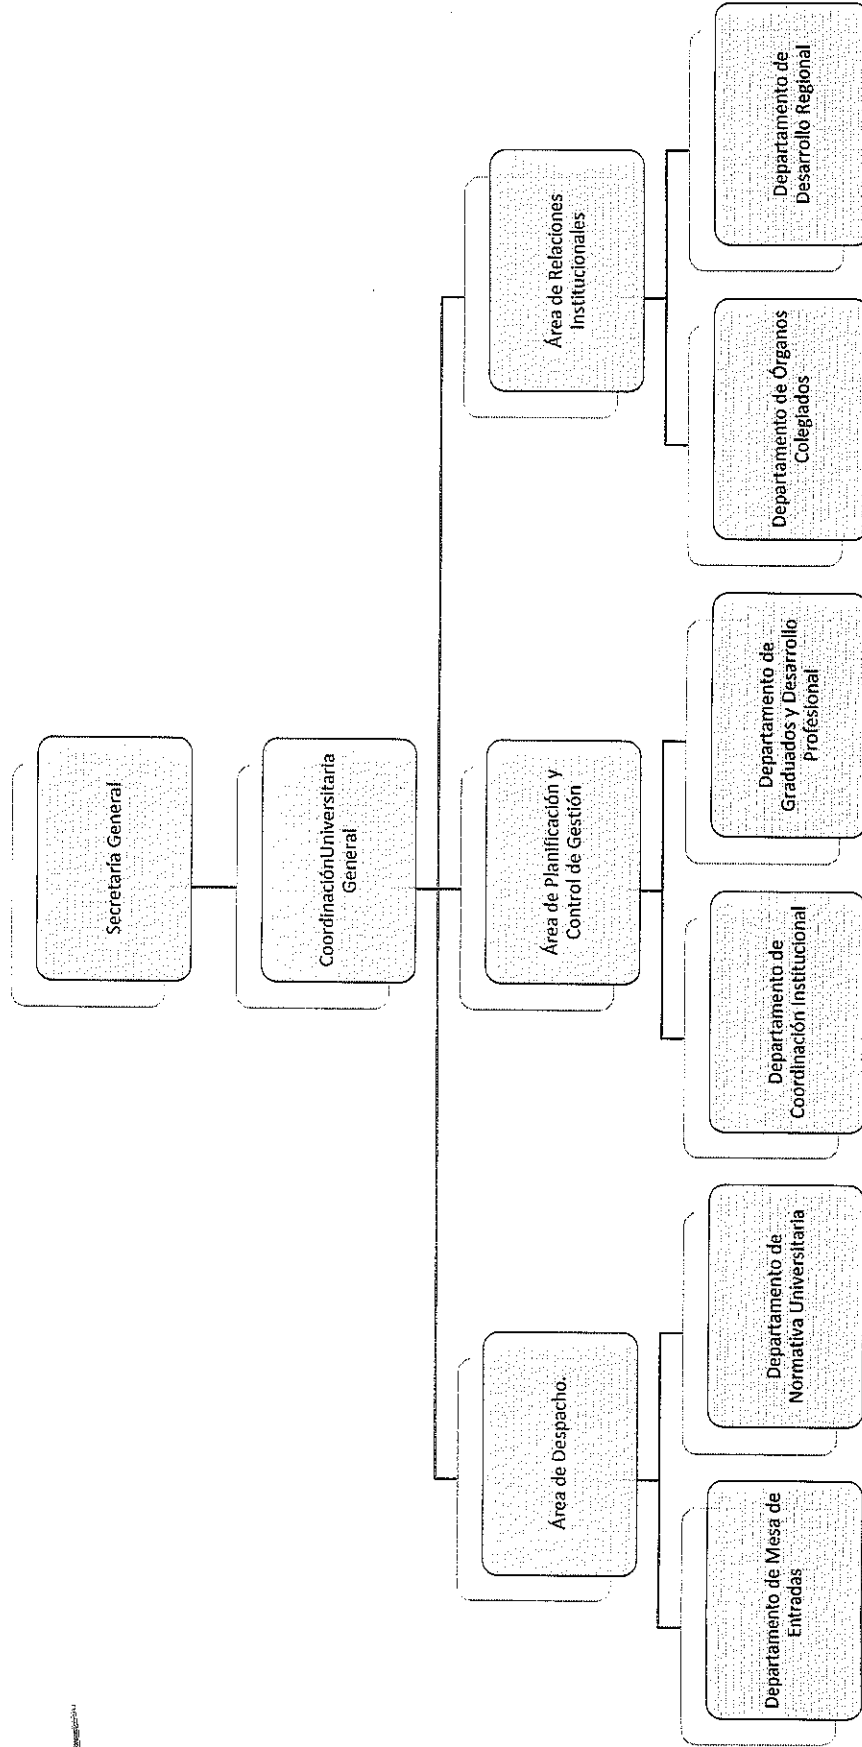 Secretaría General
CoordinaciónUniversitaria
General
Área de Despacho.
Área de Planificación y
Control de Gestión
Área de Relaciones
Institucionales
Departamento de Mesa de
Entradas
Departamento de
Normativa Universitaria
Departamento de
Coordinación Institucional
Departamento de
Graduados y Desarrollo
Profesional
Departamento de Órganos
Colegiados
Departamento de
Desarrollo Regional